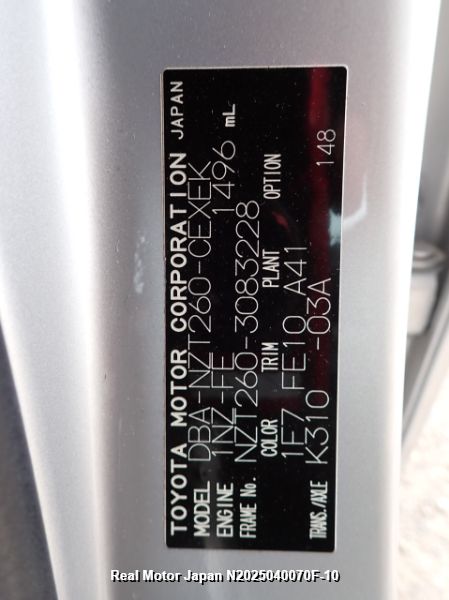 TOYOTA MOTOR CORPORATION JAPAN
MODEL DBA-NZT260-CEXEK
ENGINE 1NZ-FE 1496 mL
FRAME No. NZT260-3083228
COLOR TRIM PLANT OPTION
1F7 FE10 A41
TRANS./AXLE K310 -03A 148
Real Motor Japan N2025040070F-10